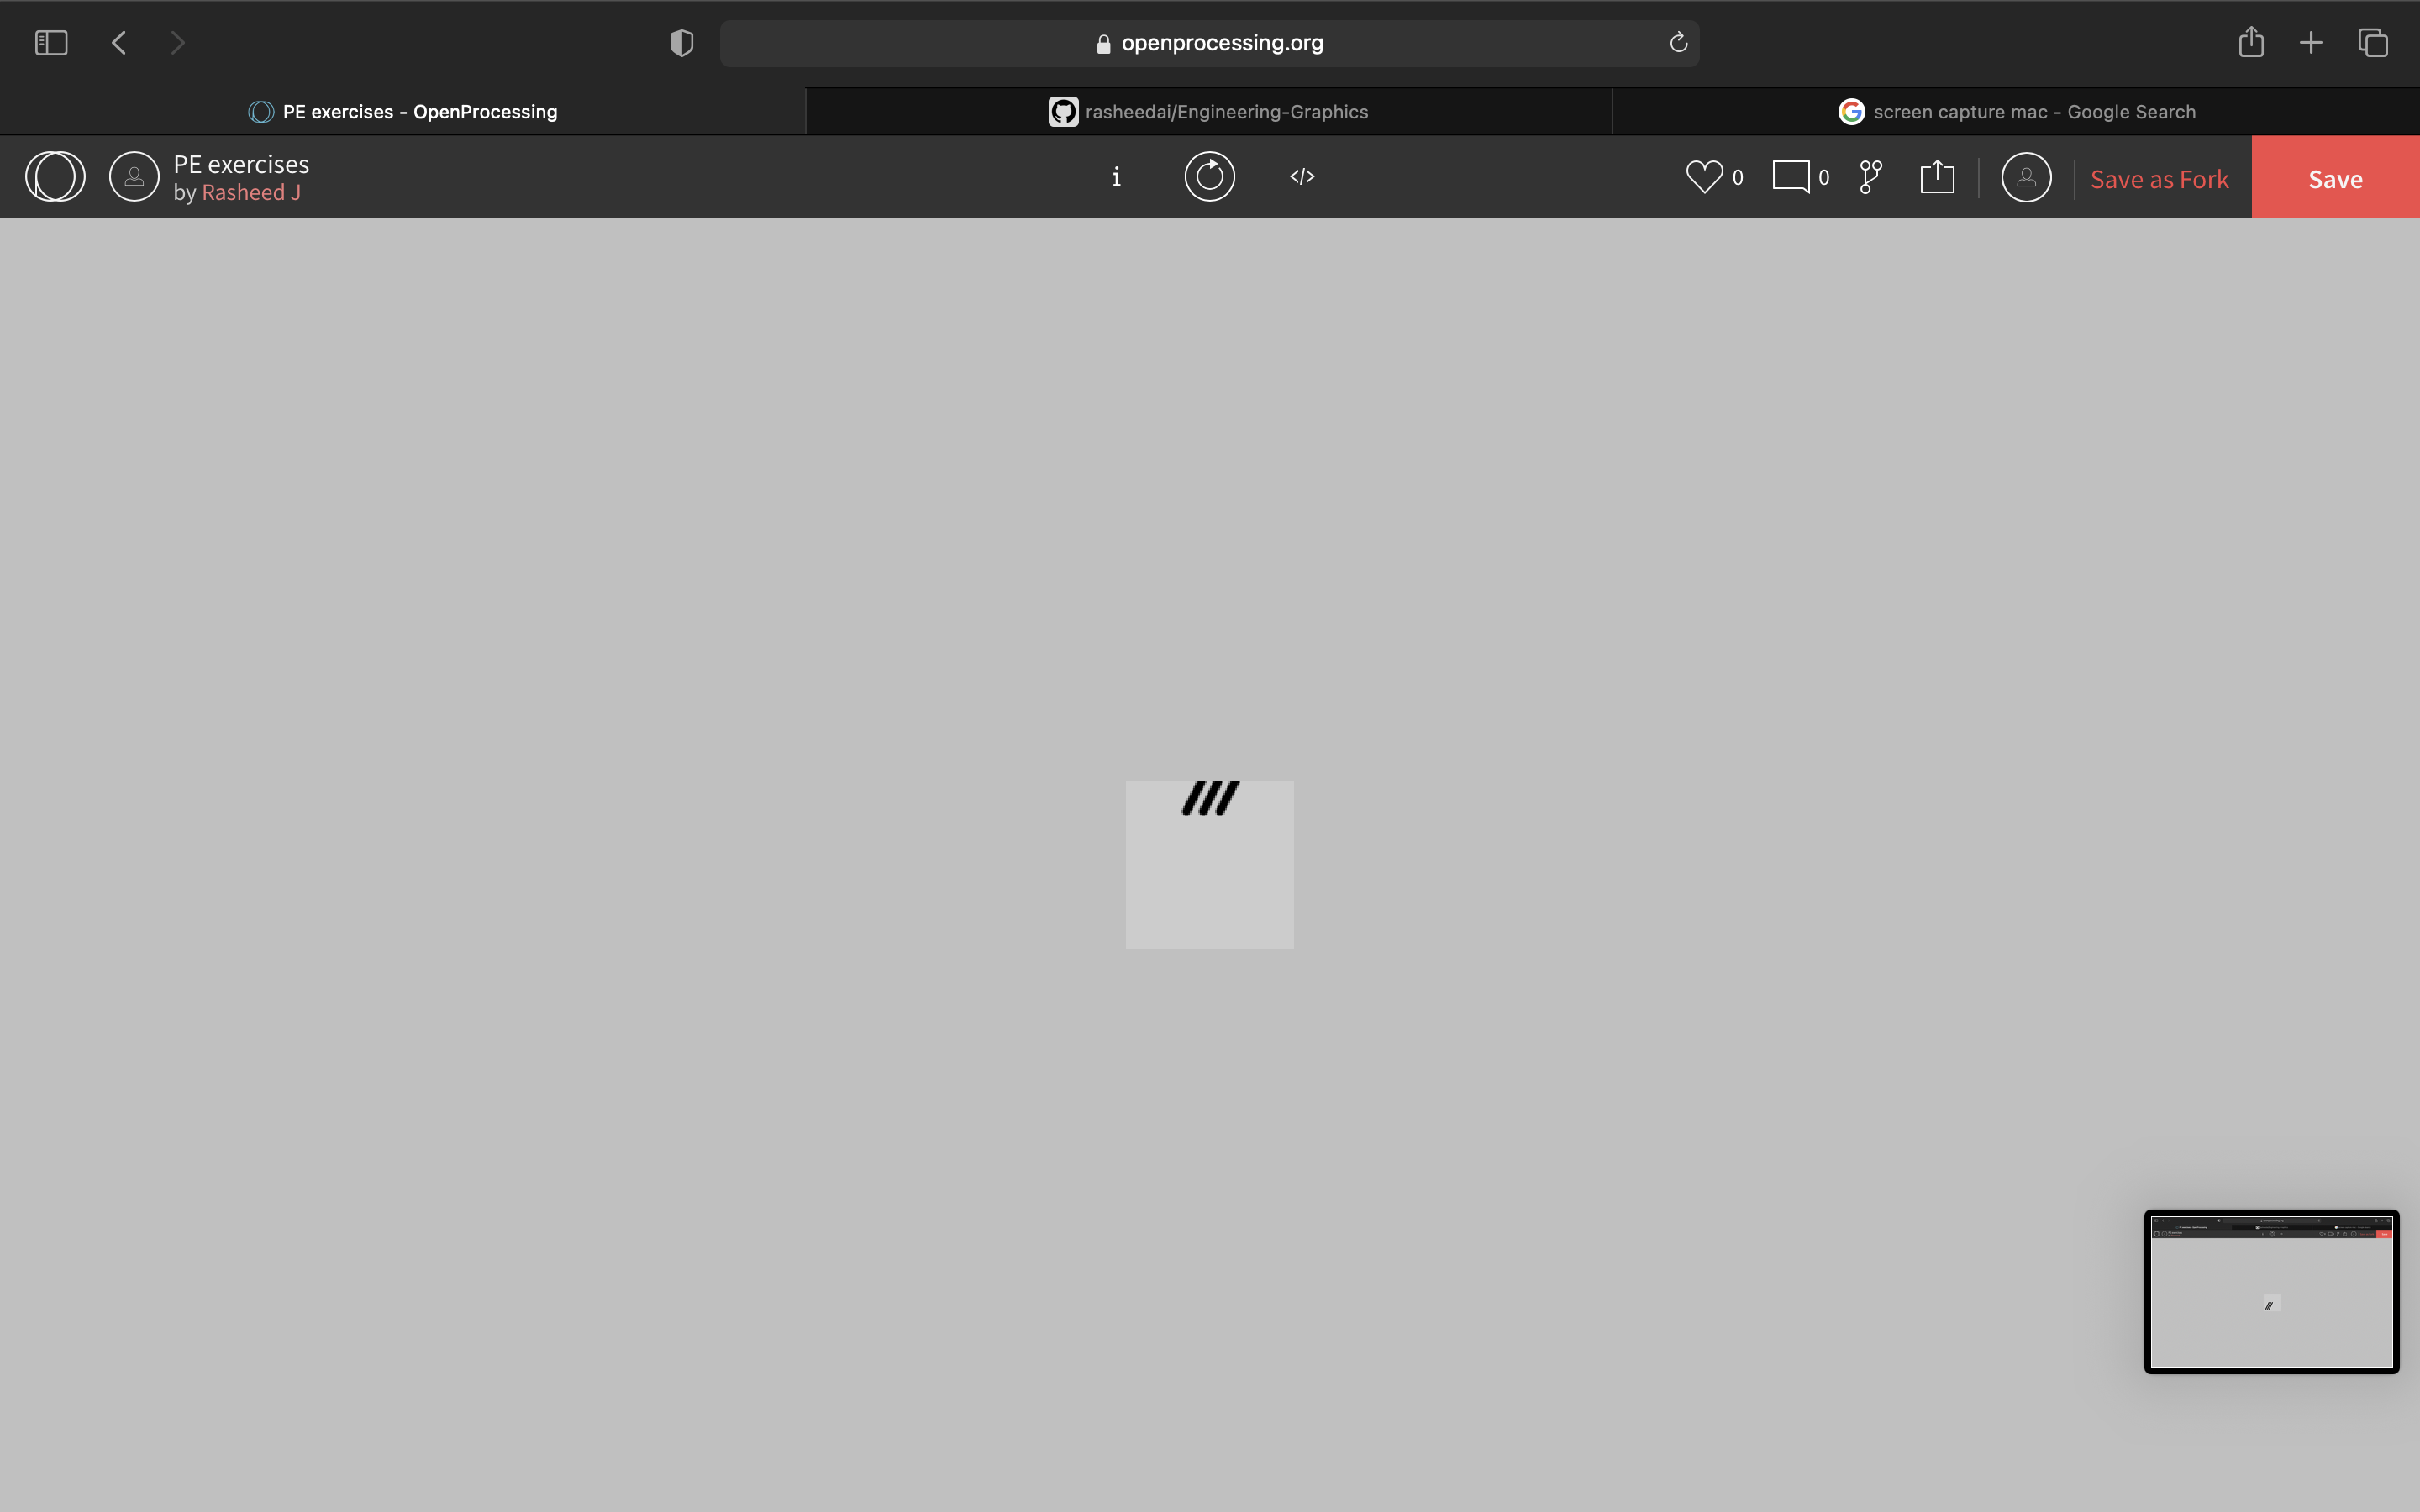 openprocessing.org
PE exercises - OpenProcessing
rasheedai/Engineering-Graphics
screen capture mac - Google Search
PE exercises
by Rasheed J
i
</>
0
0
Save as Fork
Save